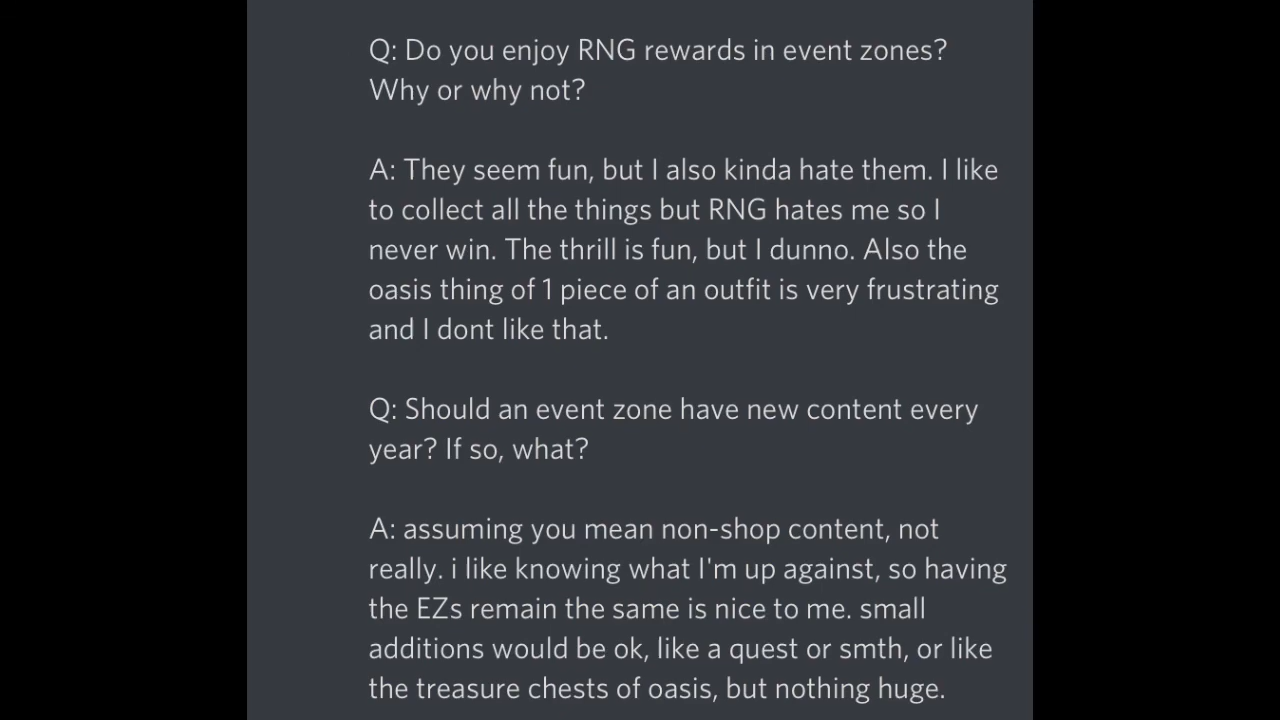 Q: Do you enjoy RNG rewards in event zones?
Why or why not?
A: They seem fun, but I also kinda hate them. I like
to collect all the things but RNG hates me so I
never win. The thrill is fun, but I dunno. Also the
oasis thing of 1 piece of an outfit is very frustrating
and I dont like that.
Q: Should an event zone have new content every
year? If so, what?
A: assuming you mean non-shop content, not
really. i like knowing what I'm up against, so having
the EZs remain the same is nice to me. small
additions would be ok, like a quest or smth, or like
the treasure chests of oasis, but nothing huge.